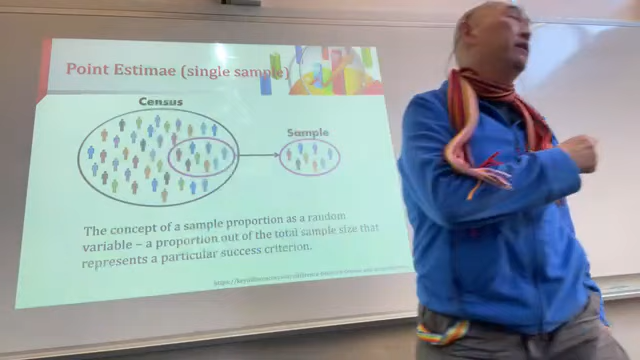 Point Estimae (single sample)
Census
Sample
The concept of a sample proportion as a random
variable – a proportion out of the total sample size that
represents a particular success criterion.